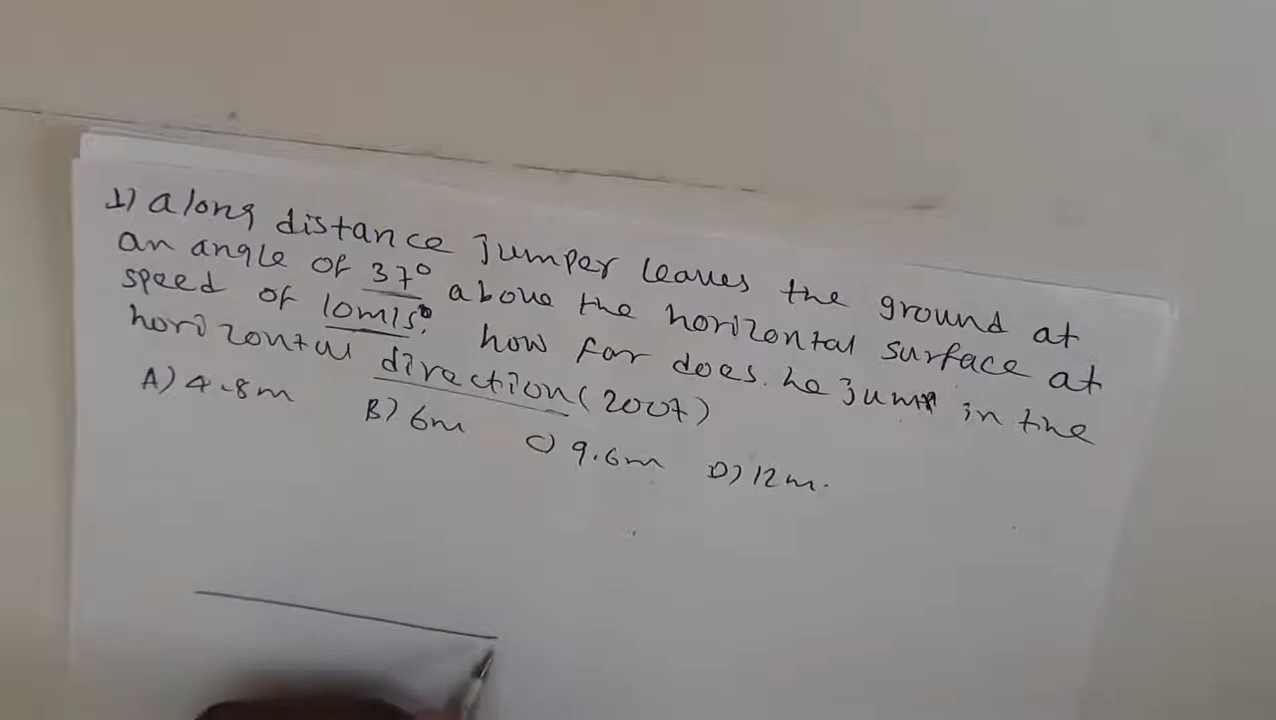 1) a long distance jumper leaves the ground at
an angle of 37° above the horizontal surface at
speed of 10m/s. how far does he jump in the
horizontal direction (2007)
A) 4.8m B) 6m C) 9.6m D) 12m.